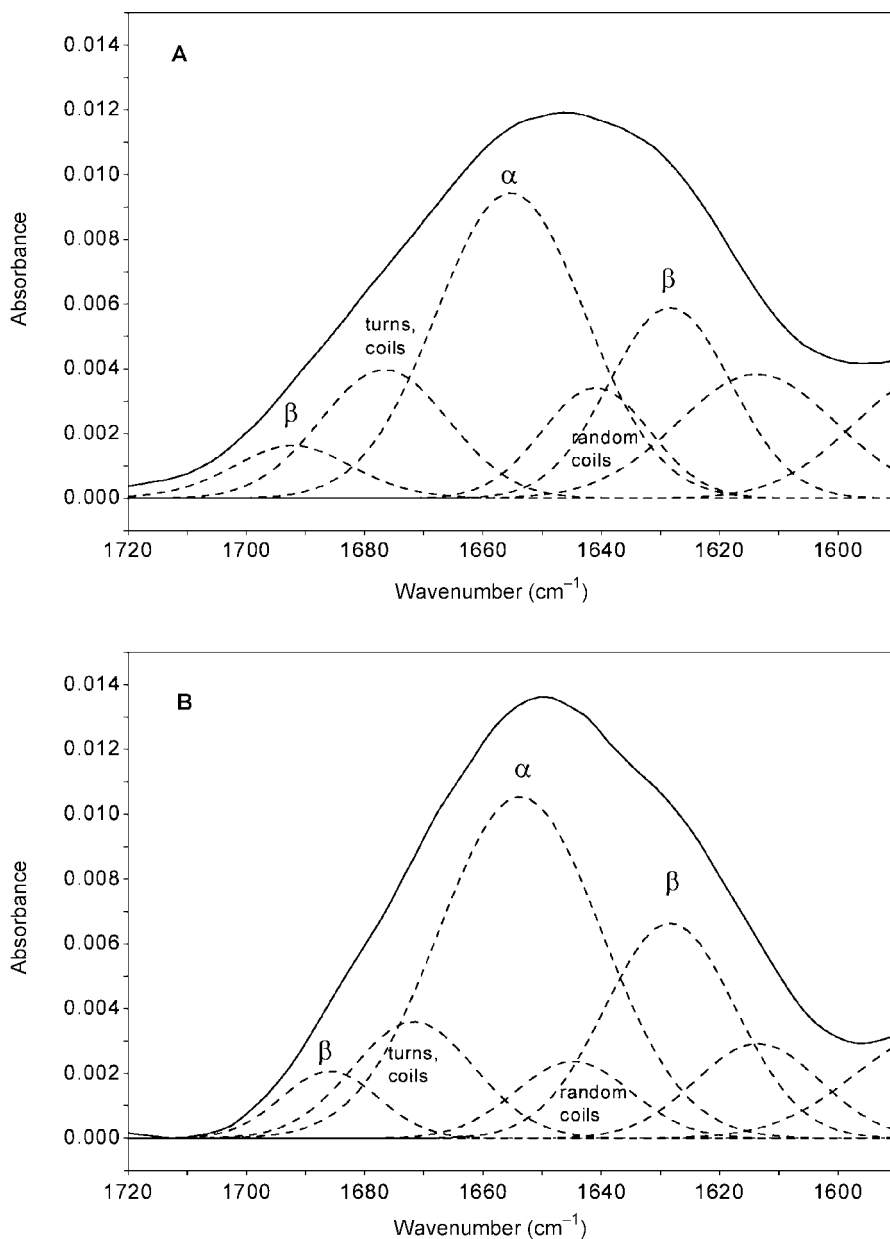 A
0.014
0.012
0.010
0.008
0.006
0.004
0.002
0.000
Absorbance
α
β
turns,
coils
β
random
coils
1720 1700 1680 1660 1640 1620 1600
Wavenumber (cm⁻¹)
B
0.014
0.012
0.010
0.008
0.006
0.004
0.002
0.000
Absorbance
α
β
β
turns,
coils
random
coils
1720 1700 1680 1660 1640 1620 1600
Wavenumber (cm⁻¹)